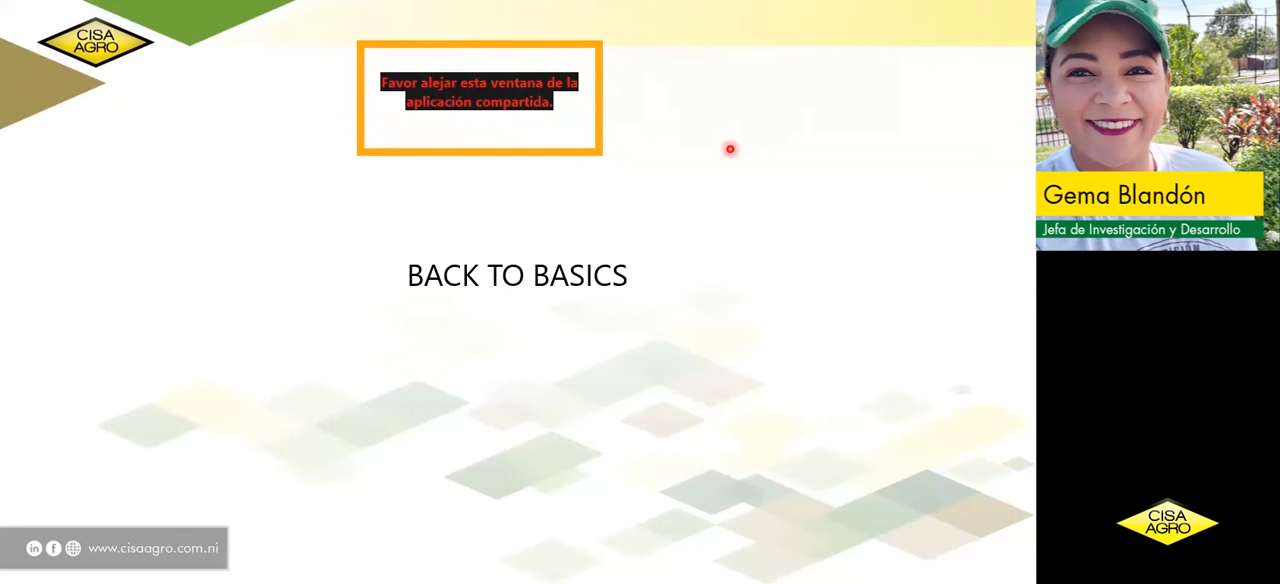 CISA
AGRO
Favor alejar esta ventana de la
aplicación compartida.
BACK TO BASICS
www.cisaagro.com.ni
Gema Blandón
Jefa de Investigación y Desarrollo
CISA
AGRO